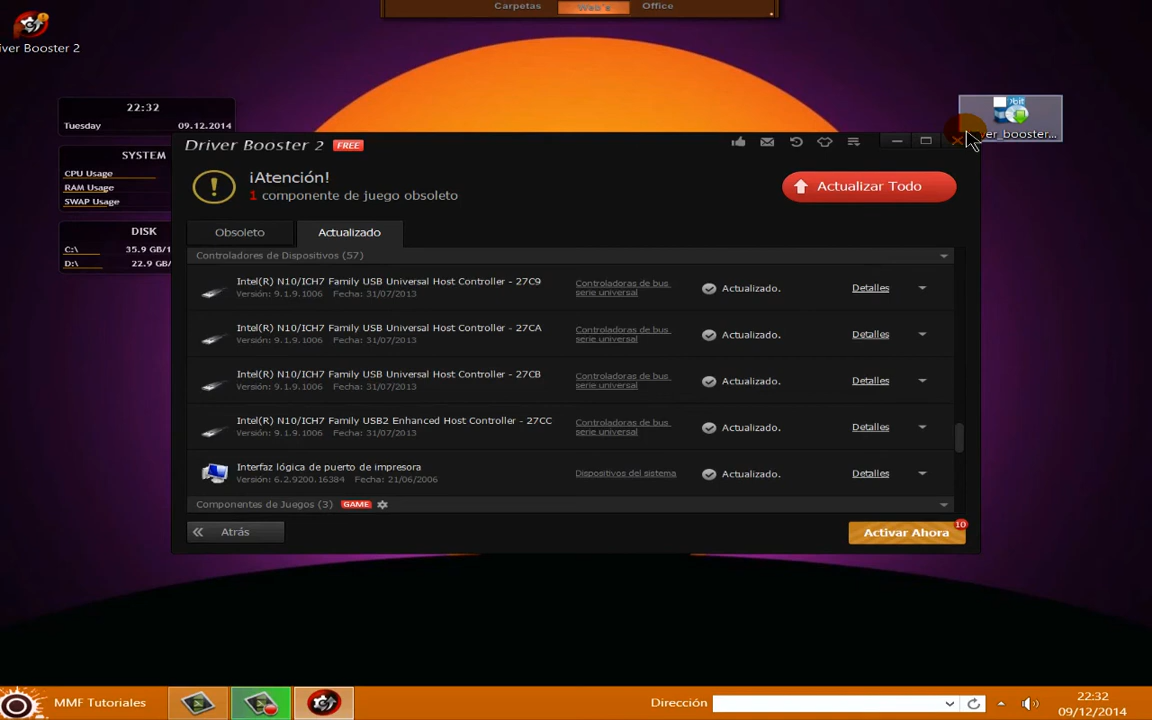 Carpetas Web's Office
iver Booster 2
22:32
Tuesday 09.12.2014
SYSTEM
CPU Usage
RAM Usage
SWAP Usage
DISK
C:\ 35.9 GB/1
D:\ 22.9 GB/
ver_booster...
Driver Booster 2 FREE
¡Atención!
1 componente de juego obsoleto
Actualizar Todo
Obsoleto Actualizado
Controladores de Dispositivos (57)
Intel(R) N10/ICH7 Family USB Universal Host Controller - 27C9
Versión: 9.1.9.1006 Fecha: 31/07/2013
Controladoras de bus
serie universal
Actualizado.
Detalles
Intel(R) N10/ICH7 Family USB Universal Host Controller - 27CA
Versión: 9.1.9.1006 Fecha: 31/07/2013
Controladoras de bus
serie universal
Actualizado.
Detalles
Intel(R) N10/ICH7 Family USB Universal Host Controller - 27CB
Versión: 9.1.9.1006 Fecha: 31/07/2013
Controladoras de bus
serie universal
Actualizado.
Detalles
Intel(R) N10/ICH7 Family USB2 Enhanced Host Controller - 27CC
Versión: 9.1.9.1006 Fecha: 31/07/2013
Controladoras de bus
serie universal
Actualizado.
Detalles
Interfaz lógica de puerto de impresora
Versión: 6.2.9200.16384 Fecha: 21/06/2006
Dispositivos del sistema
Actualizado.
Detalles
Componentes de Juegos (3) GAME
Atrás
Activar Ahora
10
MMF Tutoriales
Dirección
22:32
09/12/2014